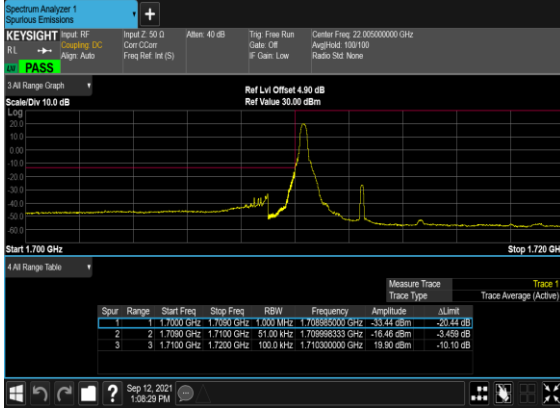 Spectrum Analyzer 1
Spurious Emissions
+
KEYSIGHT Input: RF Input Z: 50 Ω Atten: 40 dB Trig: Free Run Center Freq: 22.005000000 GHz
RL Coupling: DC Corr CCorr Gate: Off Avg|Hold: 100/100
Align: Auto Freq Ref: Int (S) IF Gain: Low Radio Std: None
LXI PASS
3 All Range Graph Ref Lvl Offset 4.90 dB
Scale/Div 10.0 dB Ref Value 30.00 dBm
Log
20.0
10.0
0.00
-10.0
-20.0
-30.0
-40.0
-50.0
-60.0
Start 1.700 GHz Stop 1.720 GH
4 All Range Table
Measure Trace Trace 1
Trace Type Trace Average (Active)
Spur Range Start Freq Stop Freq RBW Frequency Amplitude ΔLimit
1 1 1.7000 GHz 1.7090 GHz 1.000 MHz 1.708985000 GHz -33.44 dBm -20.44 dB
2 2 1.7090 GHz 1.7100 GHz 51.00 kHz 1.709998333 GHz -16.46 dBm -3.459 dB
3 3 1.7100 GHz 1.7200 GHz 100.0 kHz 1.710300000 GHz 19.90 dBm -10.10 dB
? Sep 12, 2021
1:08:29 PM